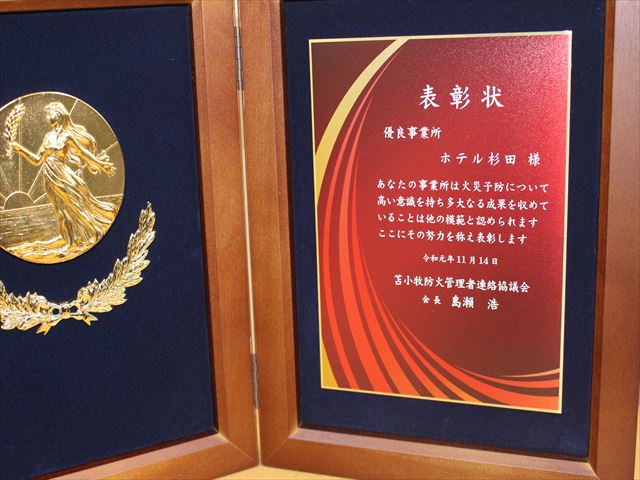 表彰状
優良事業所
ホテル杉田 様
あなたの事業所は火災予防について
高い意識を持ち多大なる成果を収めて
いることは他の模範と認められます
ここにその努力を称え表彰します
令和元年11月14日
苫小牧防火管理者連絡協議会
会長 島瀬 浩